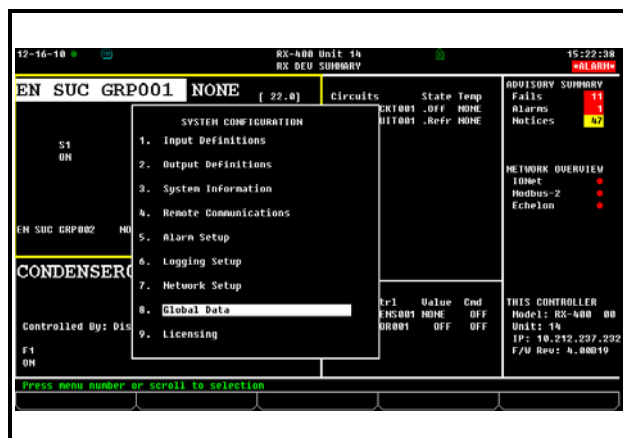 12-16-10 RX-400 Unit 14 15:22:38
RX DEV SUMMARY *ALARM*
EN SUC GRP001 NONE [ 22.0] Circuits State Temp
CKT001 .Off NONE
UIT001 .Refr NONE
ADVISORY SUMMARY
Fails 11
Alarms 1
Notices 47
S1
ON
SYSTEM CONFIGURATION
1. Input Definitions
2. Output Definitions
3. System Information
4. Remote Communications
5. Alarm Setup
6. Logging Setup
7. Network Setup
8. Global Data
9. Licensing
NETWORK OVERVIEW
IONet
Modbus-2
Echelon
EN SUC GRP002 NO
CONDENSER
Controlled By: Dis
F1
ON
trl Value Cmd
ENS001 NONE OFF
OR001 OFF OFF
THIS CONTROLLER
Model: RX-400 00
Unit: 14
IP: 10.212.237.232
F/W Rev: 4.00B19
Press menu number or scroll to selection